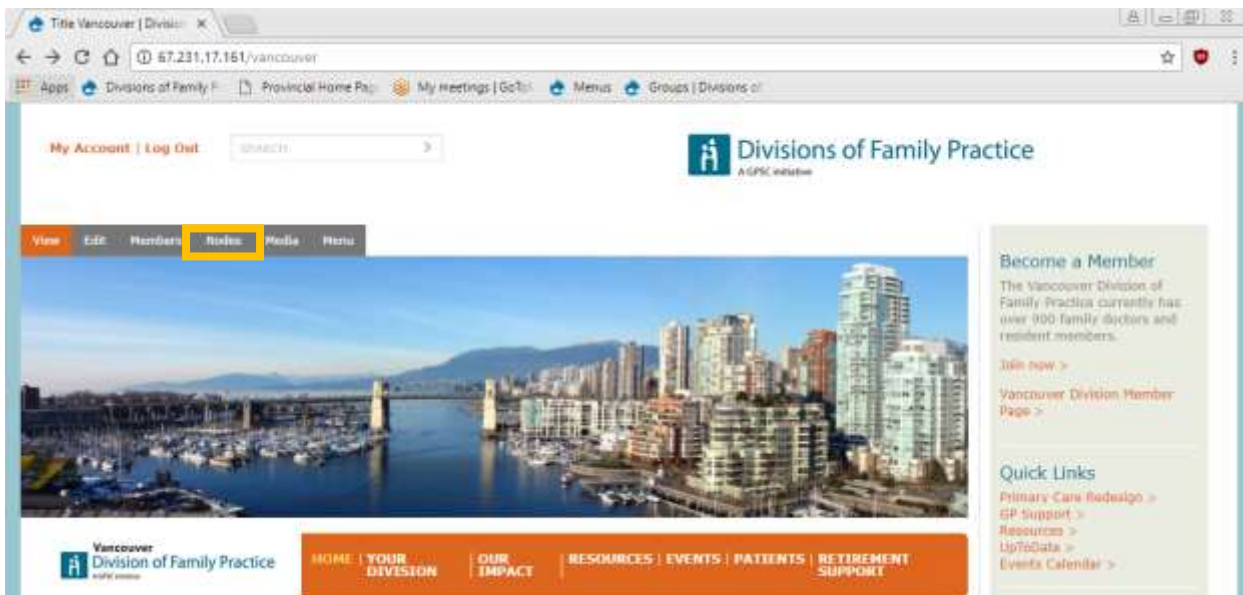 Title Vancouver | Division
67.231.17.161/vancouver
Apps
Divisions of Family P
Provincial Home Pag
My meetings | GoTo
Menus
Groups | Divisions of
My Account | Log Out
SEARCH
Divisions of Family Practice
A GPSC initiative
View Edit Members Nodes Media Menu
Become a Member
The Vancouver Division of
Family Practice currently has
over 900 family doctors and
resident members.
Join now >
Vancouver Division Member
Page >
Quick Links
Primary Care Redesign >
GP Support >
Resources >
UpToDate >
Events Calendar >
Vancouver
Division of Family Practice
A GPSC initiative
HOME | YOUR DIVISION | OUR IMPACT | RESOURCES | EVENTS | PATIENTS | RETIREMENT SUPPORT